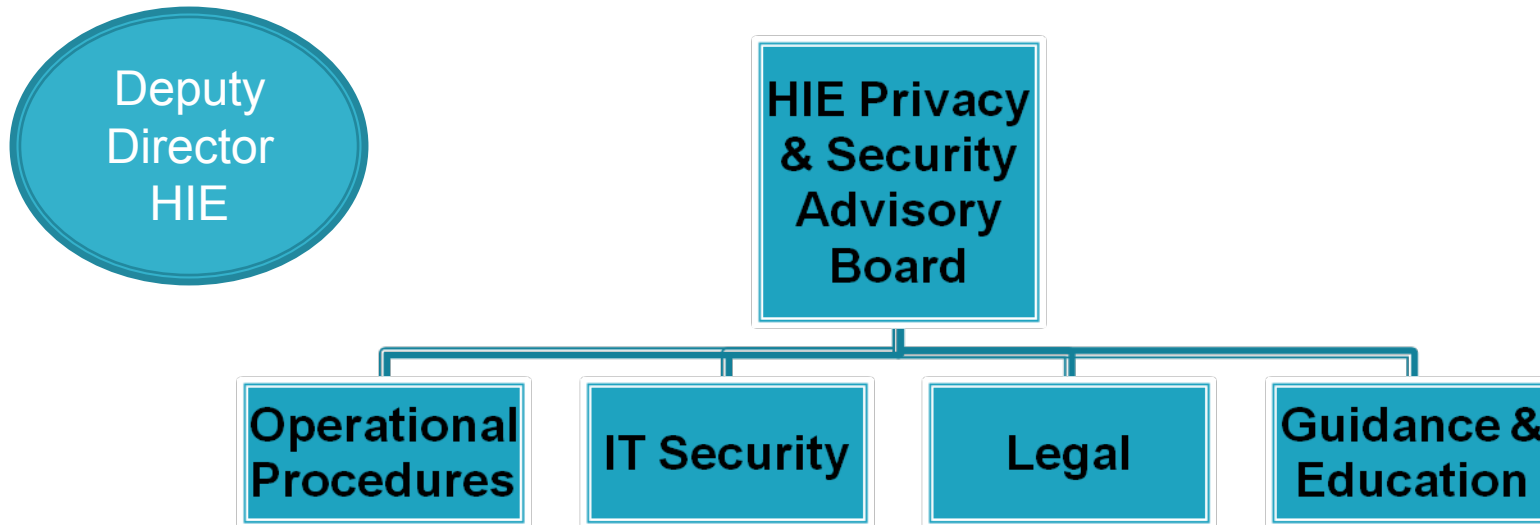 Deputy
Director
HIE
HIE Privacy
& Security
Advisory
Board
Operational
Procedures
IT Security
Legal
Guidance &
Education